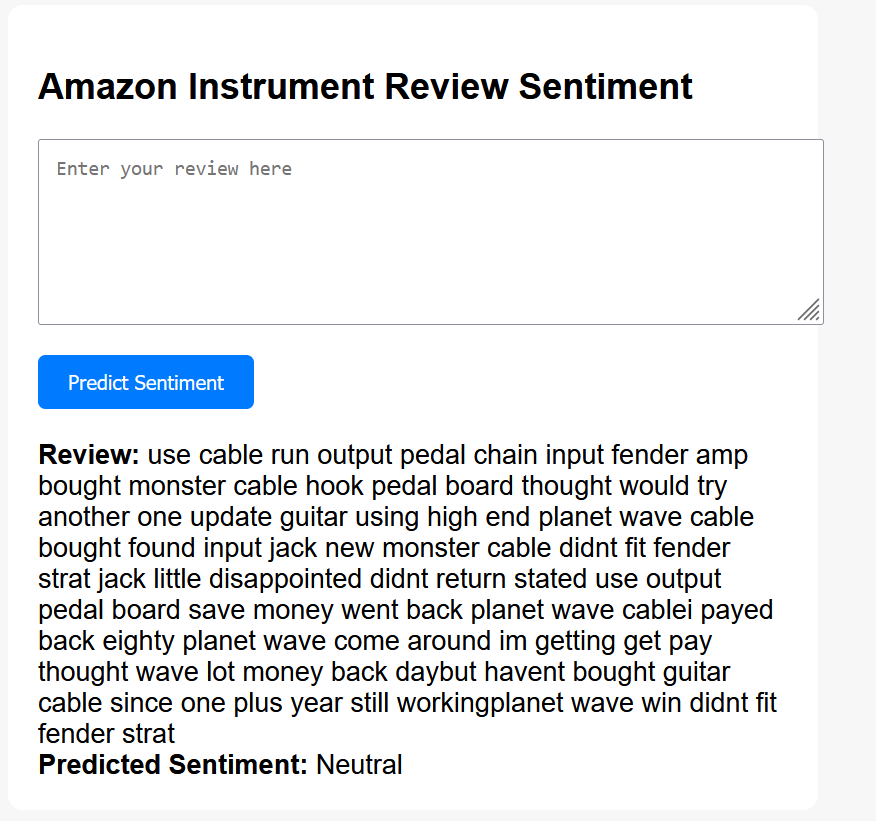 Amazon Instrument Review Sentiment
Enter your review here
Predict Sentiment
Review: use cable run output pedal chain input fender amp
bought monster cable hook pedal board thought would try
another one update guitar using high end planet wave cable
bought found input jack new monster cable didnt fit fender
strat jack little disappointed didnt return stated use output
pedal board save money went back planet wave cablei payed
back eighty planet wave come around im getting get pay
thought wave lot money back daybut havent bought guitar
cable since one plus year still workingplanet wave win didnt fit
fender strat
Predicted Sentiment: Neutral